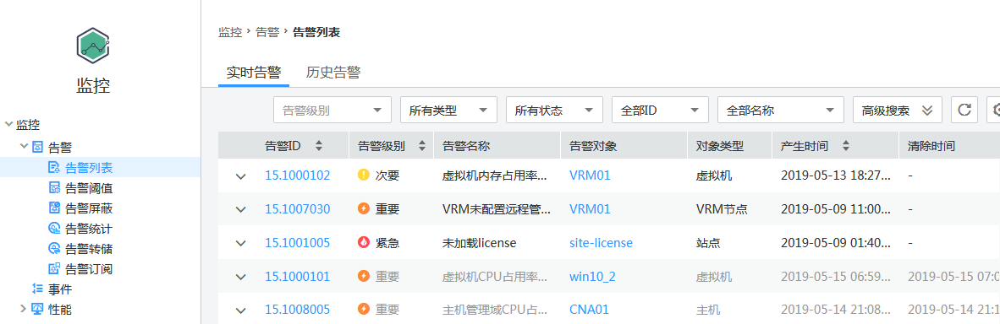 监控
监控
告警
告警列表
告警阈值
告警屏蔽
告警统计
告警转储
告警订阅
事件
性能
监控 > 告警 > 告警列表
实时告警 历史告警
告警级别 所有类型 所有状态 全部ID 全部名称 高级搜索
告警ID 告警级别 告警名称 告警对象 对象类型 产生时间 清除时间
15.1000102 次要 虚拟机内存占用率... VRM01 虚拟机 2019-05-13 18:27... -
15.1007030 重要 VRM未配置远程管... VRM01 VRM节点 2019-05-09 11:00... -
15.1001005 紧急 未加载license site-license 站点 2019-05-09 01:40... -
15.1000101 重要 虚拟机CPU占用率... win10_2 虚拟机 2019-05-15 06:59... 2019-05-15 07:0
15.1008005 重要 主机管理域CPU占... CNA01 主机 2019-05-14 21:08... 2019-05-14 21:1